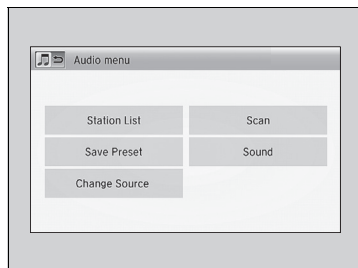 Audio menu
Station List
Scan
Save Preset
Sound
Change Source